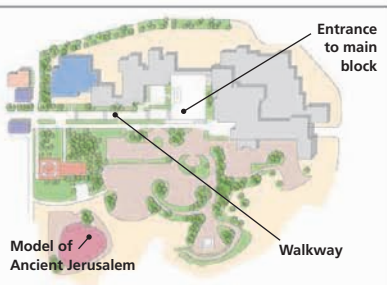 Entrance
to main
block
Model of
Ancient Jerusalem
Walkway